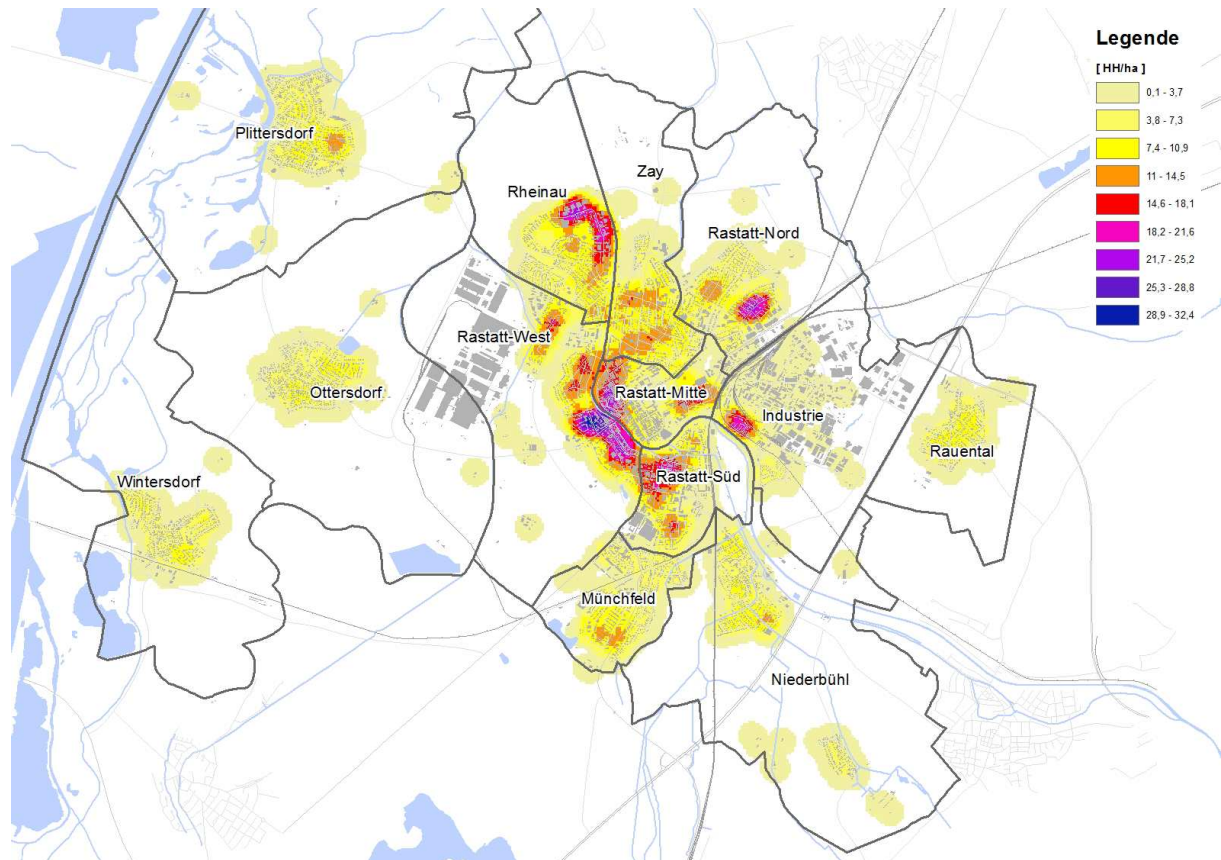 Legende
[ HH/ha ]
0,1 - 3,7
3,8 - 7,3
7,4 - 10,9
11 - 14,5
14,6 - 18,1
18,2 - 21,6
21,7 - 25,2
25,3 - 28,8
28,9 - 32,4
Plittersdorf
Zay
Rheinau
Rastatt-Nord
Rastatt-West
Ottersdorf
Rastatt-Mitte
Industrie
Rauental
Rastatt-Süd
Wintersdorf
Münchfeld
Niederbühl